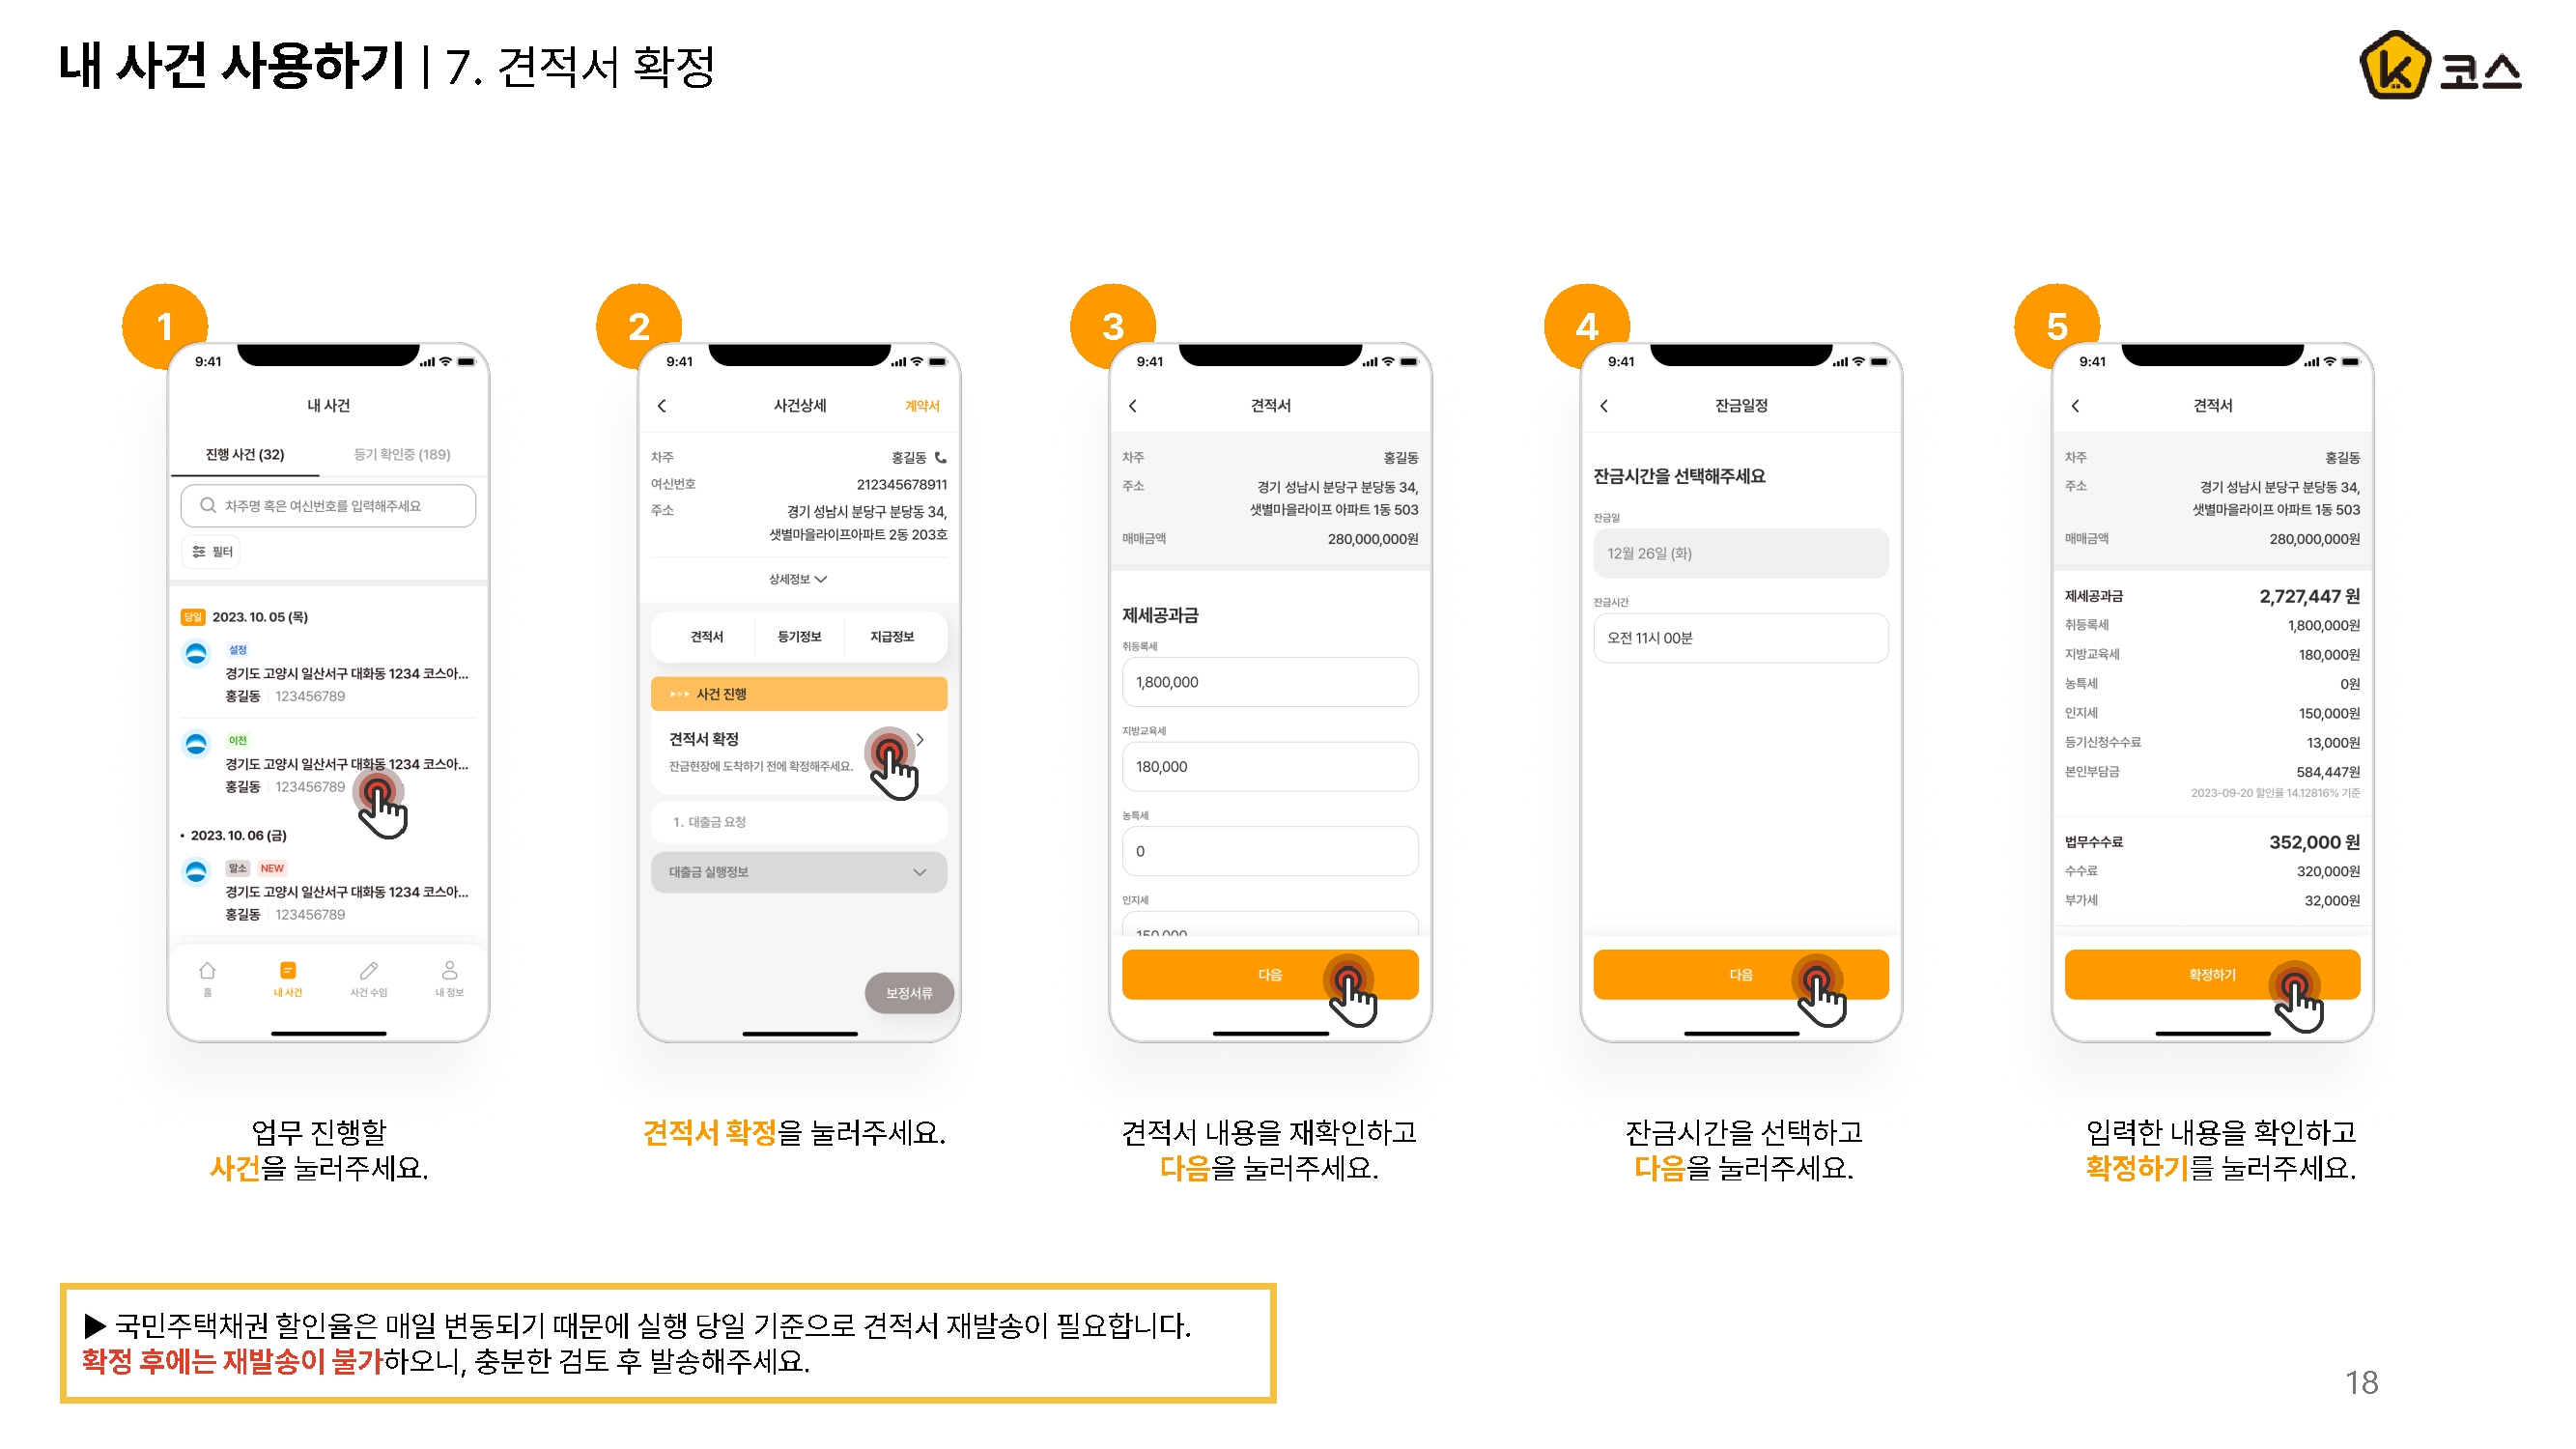 내 사건 사용하기 | 7. 견적서 확정
코스
1
9:41
내 사건
진행 사건 (32)
등기 확인중 (189)
차주명 혹은 여신번호를 입력해주세요
필터
당일 2023. 10. 05 (목)
설정
경기도 고양시 일산서구 대화동 1234 코스아...
홍길동 | 123456789
이전
경기도 고양시 일산서구 대화동 1234 코스아...
홍길동 | 123456789
• 2023. 10. 06 (금)
말소 NEW
경기도 고양시 일산서구 대화동 1234 코스아...
홍길동 | 123456789
홈
내 사건
사건 수임
내 정보
업무 진행할
사건을 눌러주세요.
2
9:41
사건상세
계약서
차주 홍길동
여신번호 212345678911
주소 경기 성남시 분당구 분당동 34,
샛별마을라이프아파트 2동 203호
상세정보
견적서
등기정보
지급정보
사건 진행
견적서 확정
잔금현장에 도착하기 전에 확정해주세요.
1. 대출금 요청
대출금 실행정보
보정서류
견적서 확정을 눌러주세요.
3
9:41
견적서
차주 홍길동
주소 경기 성남시 분당구 분당동 34,
샛별마을라이프 아파트 1동 503
매매금액 280,000,000원
제세공과금
취등록세
1,800,000
지방교육세
180,000
농특세
0
인지세
150,000
다음
견적서 내용을 재확인하고
다음을 눌러주세요.
4
9:41
잔금일정
잔금시간을 선택해주세요
잔금일
12월 26일 (화)
잔금시간
오전 11시 00분
다음
잔금시간을 선택하고
다음을 눌러주세요.
5
9:41
견적서
차주 홍길동
주소 경기 성남시 분당구 분당동 34,
샛별마을라이프 아파트 1동 503
매매금액 280,000,000원
제세공과금 2,727,447 원
취등록세 1,800,000원
지방교육세 180,000원
농특세 0원
인지세 150,000원
등기신청수수료 13,000원
본인부담금 584,447원
2023-09-20 할인율 14.12816% 기준
법무수수료 352,000 원
수수료 320,000원
부가세 32,000원
확정하기
입력한 내용을 확인하고
확정하기를 눌러주세요.
▶ 국민주택채권 할인율은 매일 변동되기 때문에 실행 당일 기준으로 견적서 재발송이 필요합니다.
확정 후에는 재발송이 불가하오니, 충분한 검토 후 발송해주세요.
18